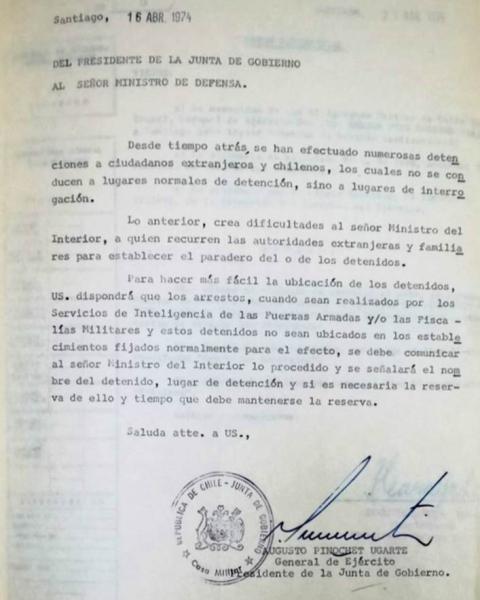 Santiago, 16 ABR. 1974
DEL PRESIDENTE DE LA JUNTA DE GOBIERNO
AL SEÑOR MINISTRO DE DEFENSA.
Desde tiempo atrás, se han efectuado numerosas deten
ciones a ciudadanos extranjeros y chilenos, los cuales no se con
ducen a lugares normales de detención, sino a lugares de interro
gación.
Lo anterior, crea dificultades al señor Ministro del
Interior, a quien recurren las autoridades extranjeras y familia
res para establecer el paradero del o de los detenidos.
Para hacer más fácil la ubicación de los detenidos,
US. dispondrá que los arrestos, cuando sean realizados por los
Servicios de Inteligencia de las Fuerzas Armadas y/o las Fisca -
lías Militares y estos detenidos no sean ubicados en los estable
cimientos fijados normalmente para el efecto, se debe comunicar
al señor Ministro del Interior lo procedido y se señalará el nom
bre del detenido, lugar de detención y si es necesaria la reser-
va de ello y tiempo que debe mantenerse la reserva.
Saluda atte. a US.,
REPUBLICA DE CHILE - JUNTA DE GOBIERNO
Casa Militar
AUGUSTO PINOCHET UGARTE
General de Ejército
Presidente de la Junta de Gobierno.